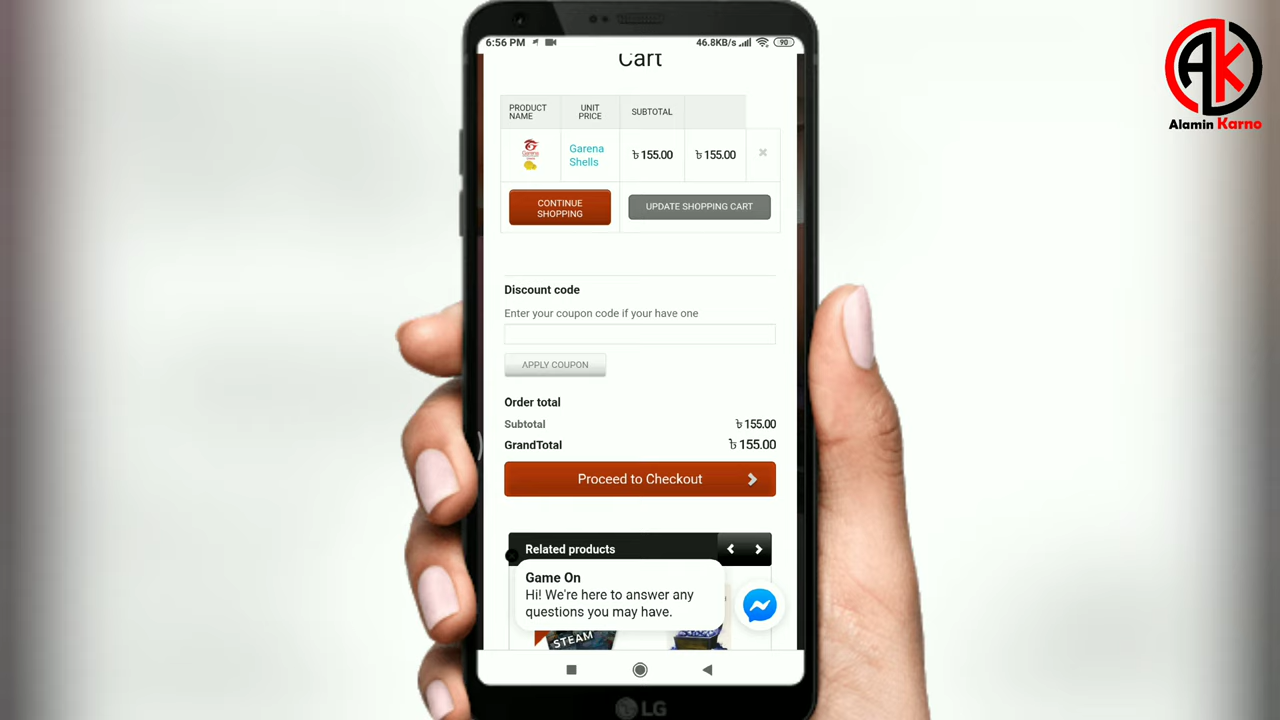 6:56 PM
46.8KB/s
90
Cart
PRODUCT NAME
UNIT PRICE
SUBTOTAL
Garena Shells
৳ 155.00
৳ 155.00
CONTINUE SHOPPING
UPDATE SHOPPING CART
Discount code
Enter your coupon code if your have one
APPLY COUPON
Order total
Subtotal
৳ 155.00
GrandTotal
৳ 155.00
Proceed to Checkout
Related products
Game On
Hi! We're here to answer any
questions you may have.
STEAM
LG
AK
Alamin Karno